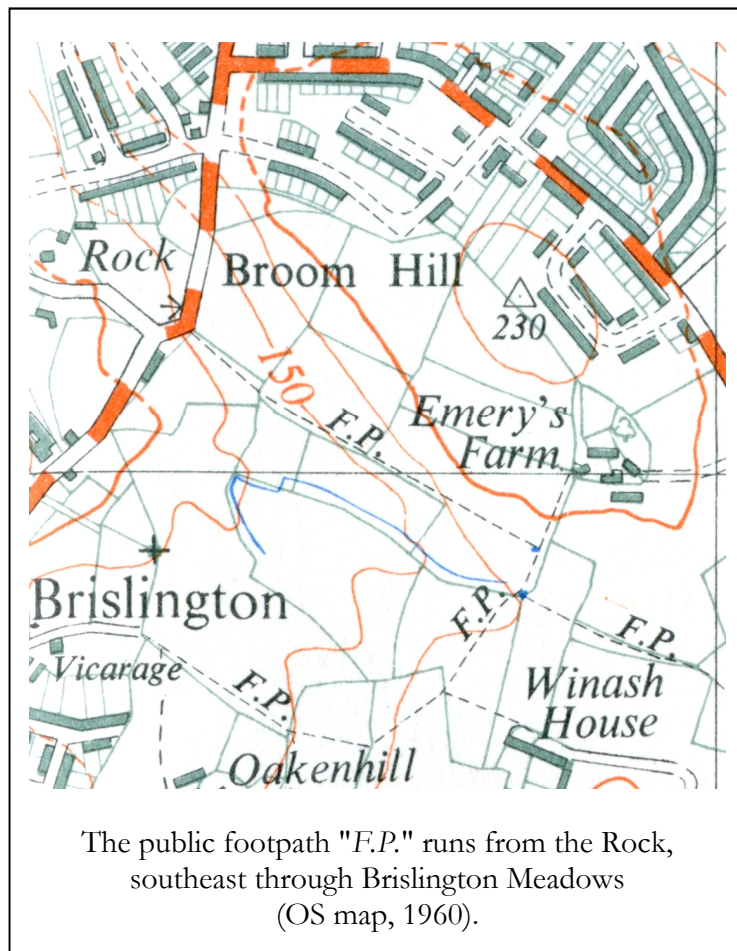 Rock
Broom Hill
230
150
F.P.
Emery's
Farm
Brislington
F.P.
F.P.
Vicarage
F.P.
Winash
House
Oakenhill
The public footpath "F.P." runs from the Rock,
southeast through Brislington Meadows
(OS map, 1960).